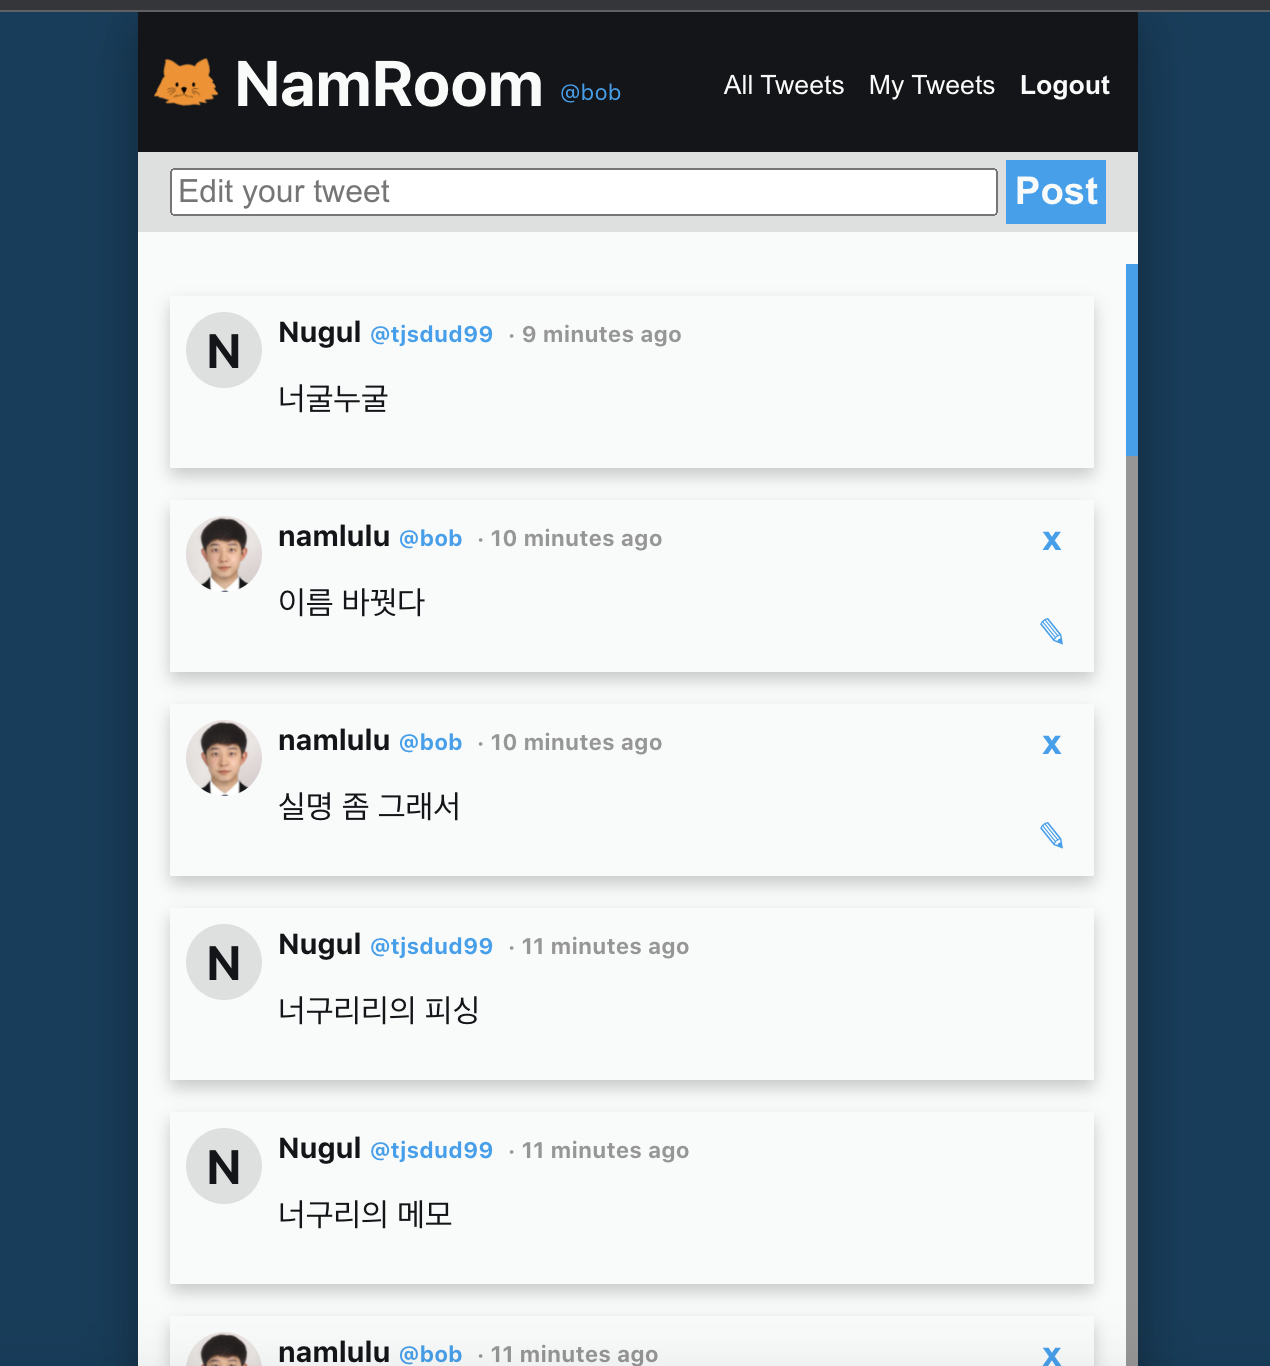 NamRoom @bob All Tweets My Tweets Logout
Edit your tweet Post
N Nugul @tjsdud99 · 9 minutes ago
너굴누굴
namlulu @bob · 10 minutes ago x
이름 바꿧다
namlulu @bob · 10 minutes ago x
실명 좀 그래서
N Nugul @tjsdud99 · 11 minutes ago
너구리리의 피싱
N Nugul @tjsdud99 · 11 minutes ago
너구리의 메모
namlulu @bob · 11 minutes ago x